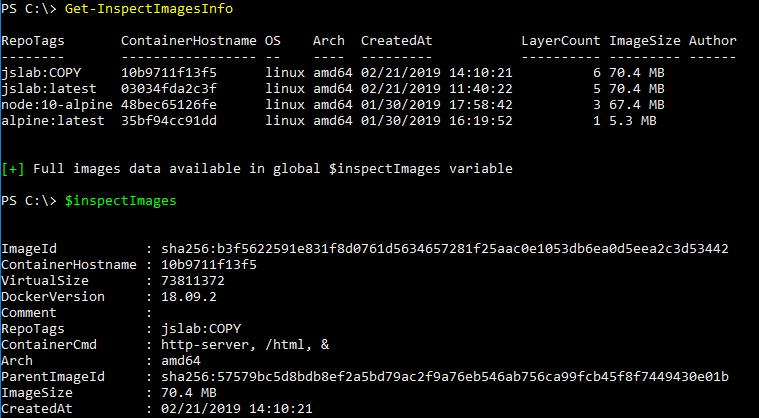 PS C:\> Get-InspectImagesInfo
RepoTags ContainerHostname OS Arch CreatedAt LayerCount ImageSize Author
-------- ----------------- -- ---- --------- ---------- --------- ------
jslab:COPY 10b9711f13f5 linux amd64 02/21/2019 14:10:21 6 70.4 MB
jslab:latest 03034fda2c3f linux amd64 02/21/2019 11:40:22 5 70.4 MB
node:10-alpine 48bec65126fe linux amd64 01/30/2019 17:58:42 3 67.4 MB
alpine:latest 35bf94cc91dd linux amd64 01/30/2019 16:19:52 1 5.3 MB
[+] Full images data available in global $inspectImages variable
PS C:\> $inspectImages
ImageId : sha256:b3f5622591e831f8d0761d5634657281f25aac0e1053db6ea0d5eea2c3d53442
ContainerHostname : 10b9711f13f5
VirtualSize : 73811372
DockerVersion : 18.09.2
Comment :
RepoTags : jslab:COPY
ContainerCmd : http-server, /html, &
Arch : amd64
ParentImageId : sha256:57579bc5d8bdb8ef2a5bd79ac2f9a76eb546ab756ca99fcb45f8f7449430e01b
ImageSize : 70.4 MB
CreatedAt : 02/21/2019 14:10:21